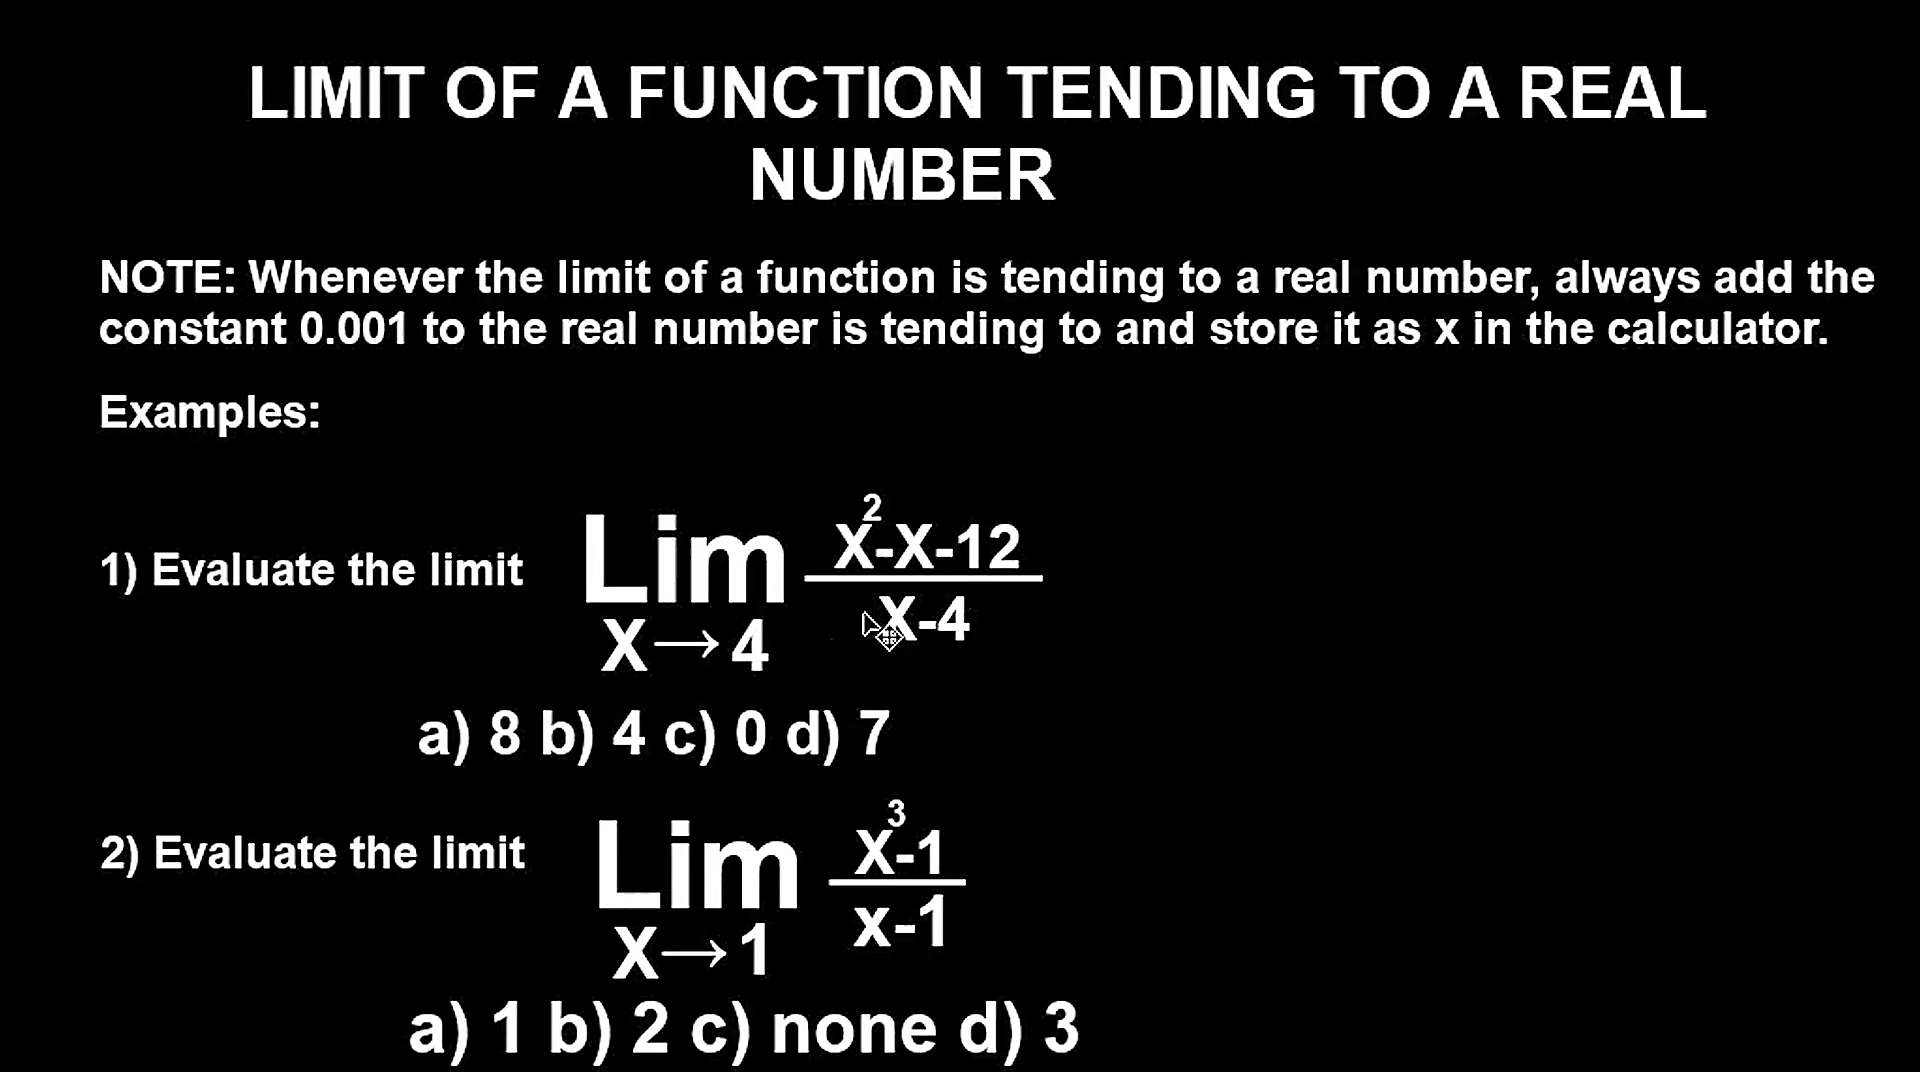 LIMIT OF A FUNCTION TENDING TO A REAL
NUMBER
NOTE: Whenever the limit of a function is tending to a real number, always add the
constant 0.001 to the real number is tending to and store it as x in the calculator.
Examples:
1) Evaluate the limit Lim X→4 X²-X-12 / X-4
a) 8 b) 4 c) 0 d) 7
2) Evaluate the limit Lim X→1 X³-1 / x-1
a) 1 b) 2 c) none d) 3